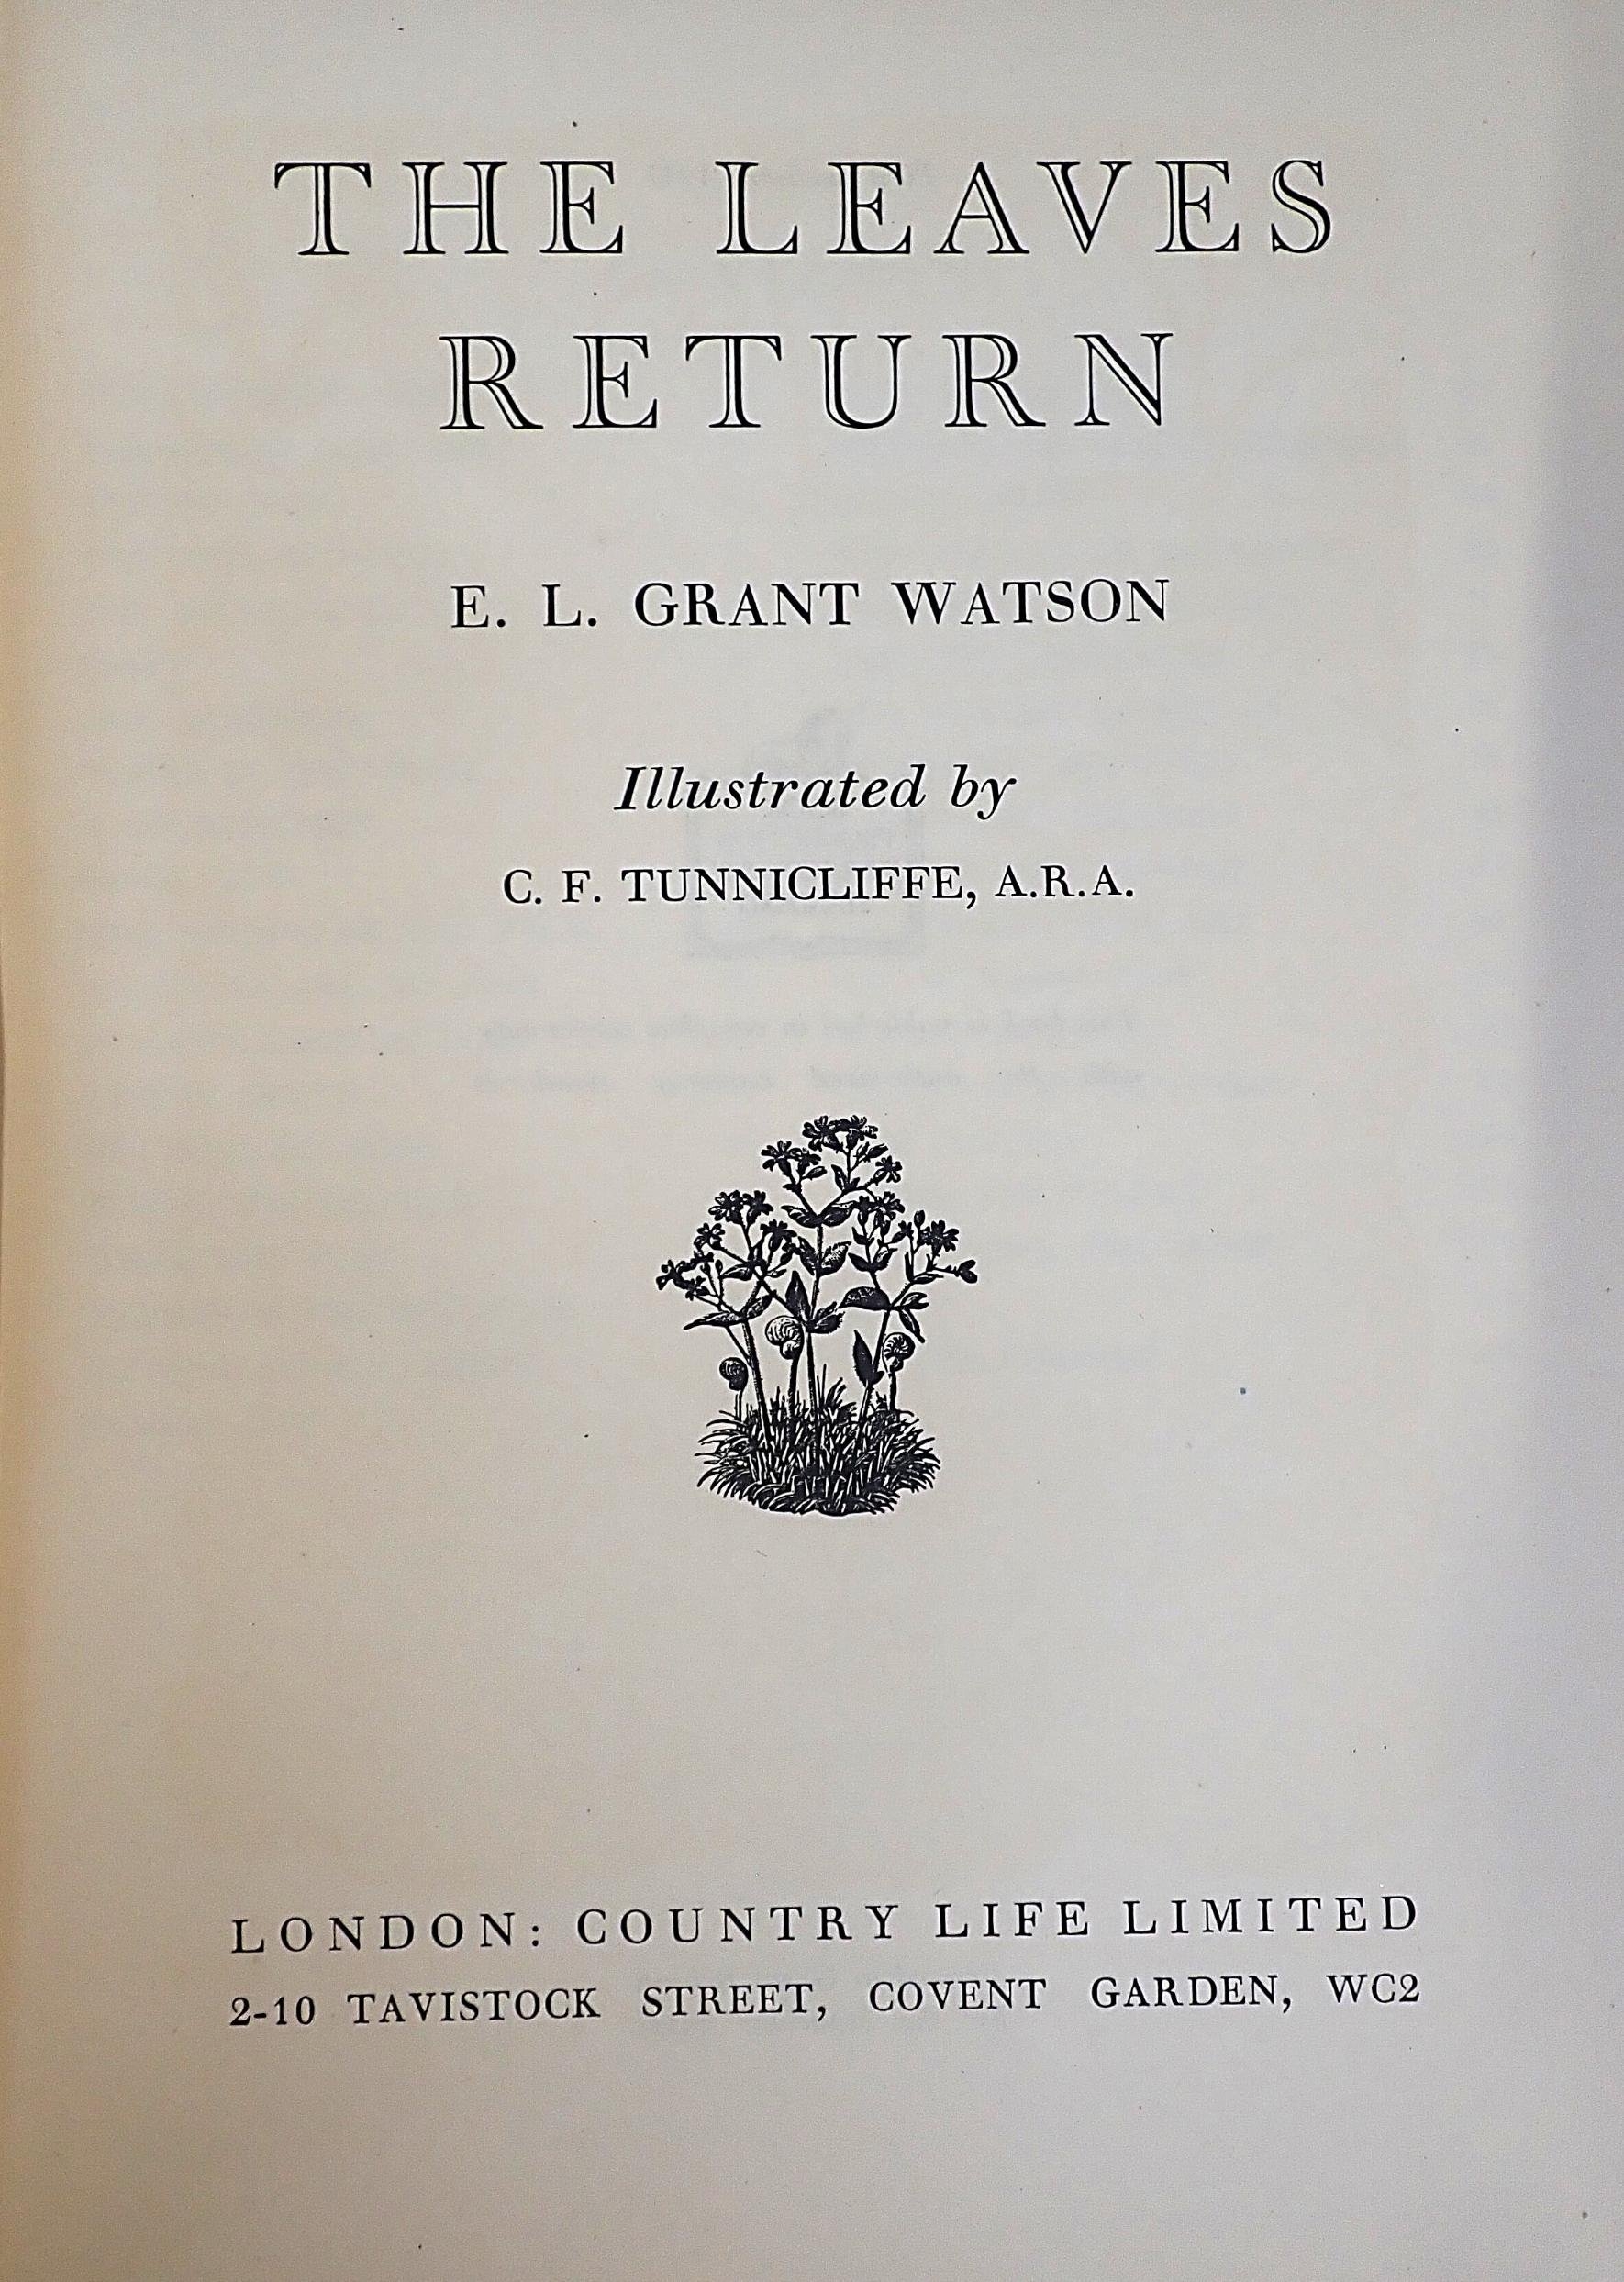 THE LEAVES
RETURN
E. L. GRANT WATSON
Illustrated by
C. F. TUNNICLIFFE, A.R.A.
LONDON: COUNTRY LIFE LIMITED
2-10 TAVISTOCK STREET, COVENT GARDEN, WC2